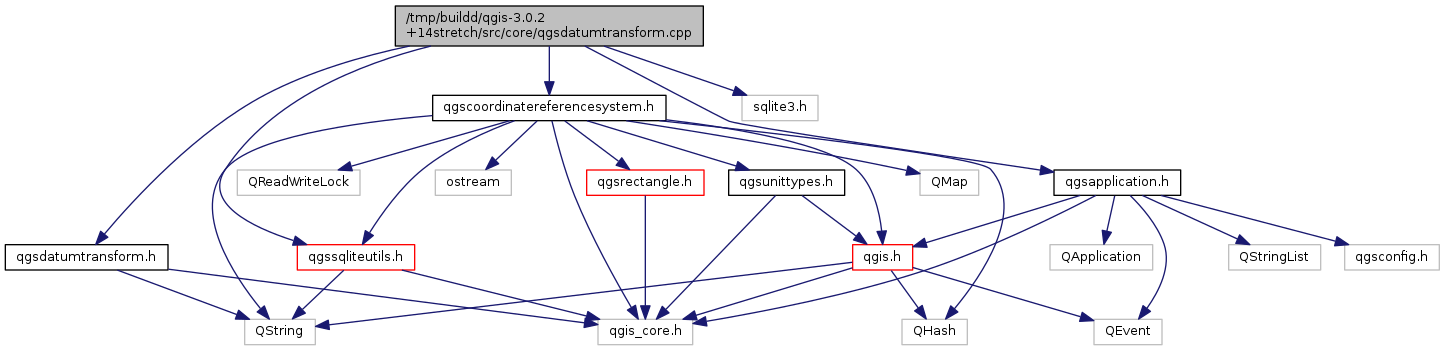 /tmp/buildd/qgis-3.0.2
+14stretch/src/core/qgsdatumtransform.cpp
qgscoordinatereferencesystem.h
sqlite3.h
QReadWriteLock
ostream
qgsrectangle.h
qgsunittypes.h
QMap
qgsapplication.h
qgsdatumtransform.h
qgssqliteutils.h
qgis.h
QApplication
QStringList
qgsconfig.h
QString
qgis_core.h
QHash
QEvent